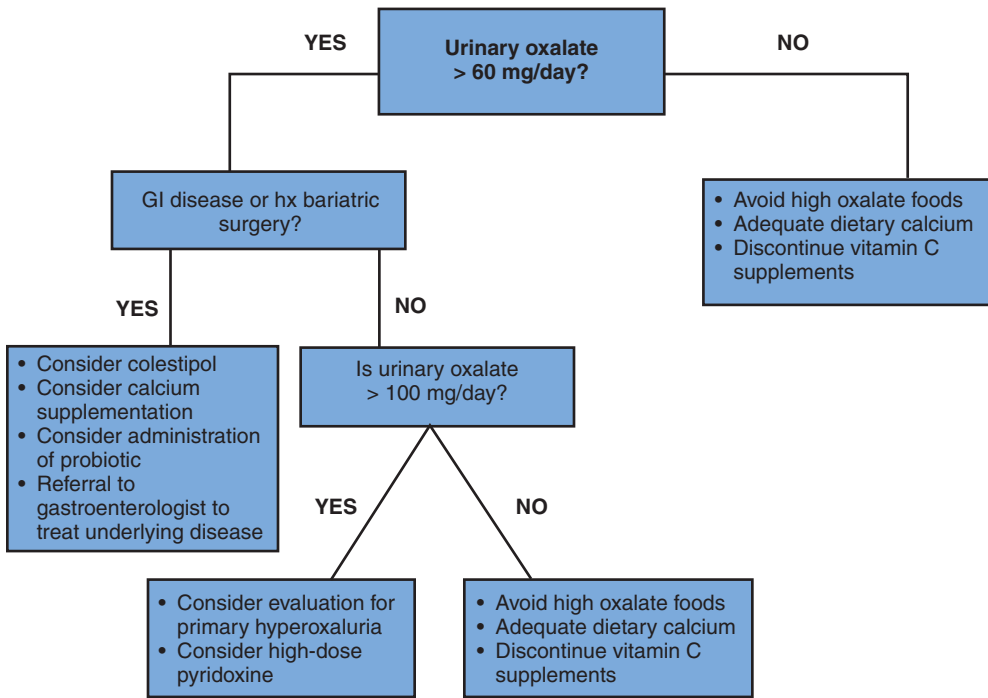 YES
Urinary oxalate
> 60 mg/day?
NO
GI disease or hx bariatric
surgery?
• Avoid high oxalate foods
• Adequate dietary calcium
• Discontinue vitamin C
supplements
YES
NO
• Consider colestipol
• Consider calcium
supplementation
• Consider administration
of probiotic
• Referral to
gastroenterologist to
treat underlying disease
Is urinary oxalate
> 100 mg/day?
YES
NO
• Consider evaluation for
primary hyperoxaluria
• Consider high-dose
pyridoxine
• Avoid high oxalate foods
• Adequate dietary calcium
• Discontinue vitamin C
supplements